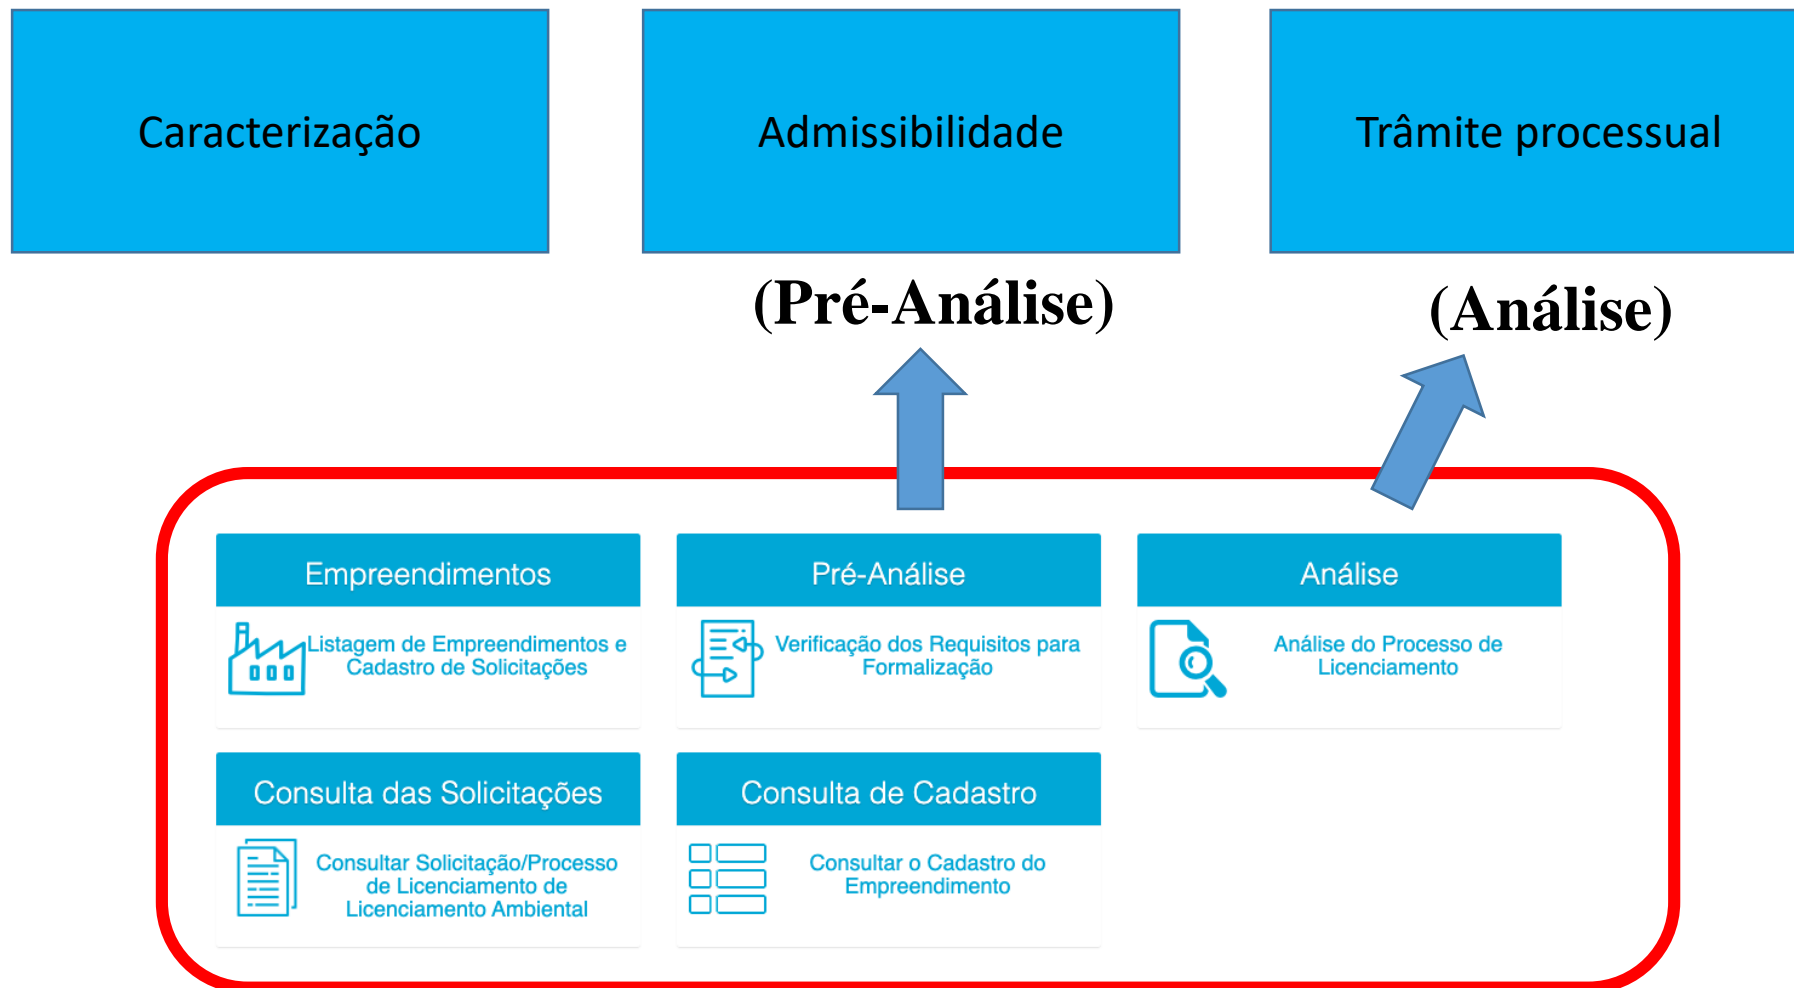 Caracterização
Admissibilidade
Trâmite processual
(Pré-Análise)
(Análise)
Empreendimentos
Listagem de Empreendimentos e
Cadastro de Solicitações
Pré-Análise
Verificação dos Requisitos para
Formalização
Análise
Análise do Processo de
Licenciamento
Consulta das Solicitações
Consultar Solicitação/Processo
de Licenciamento de
Licenciamento Ambiental
Consulta de Cadastro
Consultar o Cadastro do
Empreendimento